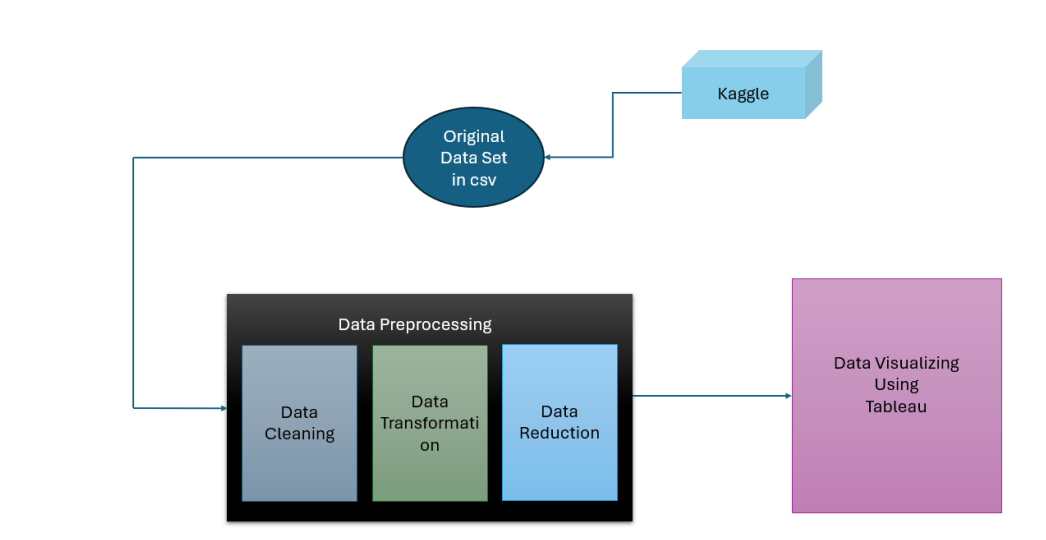 Kaggle
Original
Data Set
in csv
Data Preprocessing
Data
Cleaning
Data
Transformati
on
Data
Reduction
Data Visualizing
Using
Tableau